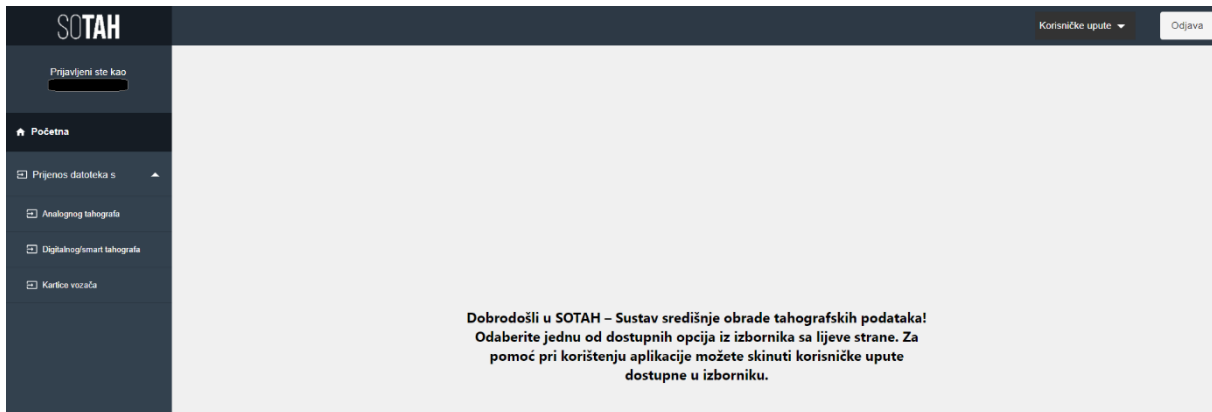 SOTAH
Korisničke upute
Odjava
Prijavljeni ste kao
Početna
Prijenos datoteka s
Analognog tahografa
Digitalnog/smart tahografa
Kartice vozača
Dobrodošli u SOTAH – Sustav središnje obrade tahografskih podataka!
Odaberite jednu od dostupnih opcija iz izbornika sa lijeve strane. Za
pomoć pri korištenju aplikacije možete skinuti korisničke upute
dostupne u izborniku.